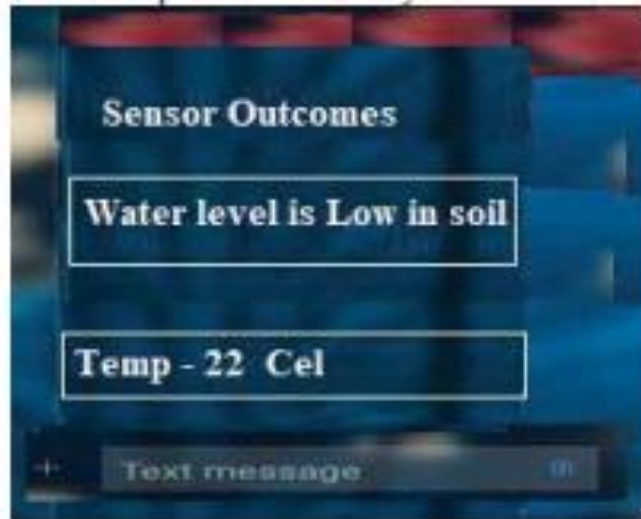 Sensor Outcomes
Water level is Low in soil
Temp - 22 Cel
Text message